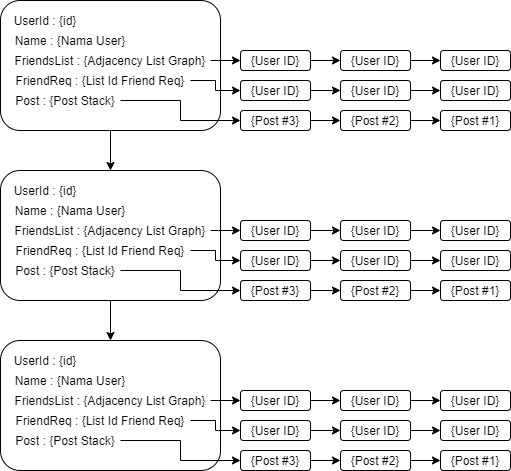 UserId : {id}
Name : {Nama User}
FriendsList : {Adjacency List Graph} {User ID} {User ID} {User ID}
FriendReq : {List Id Friend Req} {User ID} {User ID} {User ID}
Post : {Post Stack} {Post #3} {Post #2} {Post #1}
UserId : {id}
Name : {Nama User}
FriendsList : {Adjacency List Graph} {User ID} {User ID} {User ID}
FriendReq : {List Id Friend Req} {User ID} {User ID} {User ID}
Post : {Post Stack} {Post #3} {Post #2} {Post #1}
UserId : {id}
Name : {Nama User}
FriendsList : {Adjacency List Graph} {User ID} {User ID} {User ID}
FriendReq : {List Id Friend Req} {User ID} {User ID} {User ID}
Post : {Post Stack} {Post #3} {Post #2} {Post #1}